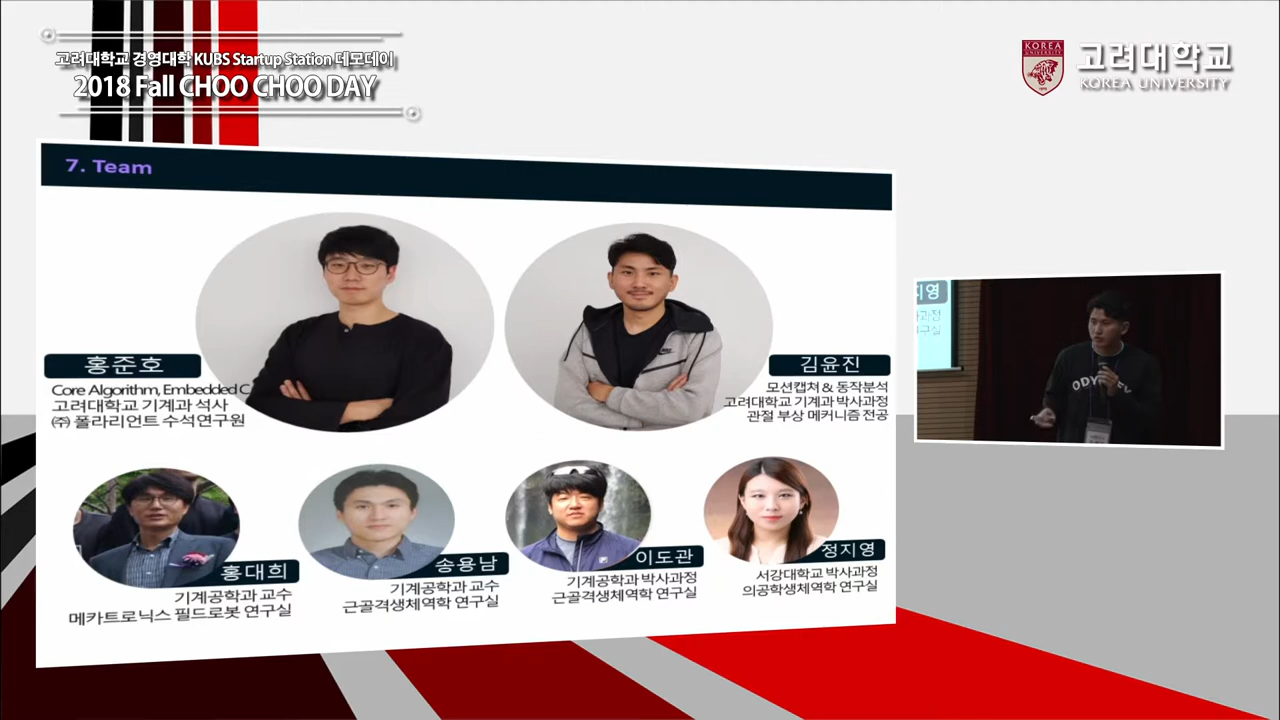 고려대학교 경영대학 KUBS Startup Station 데모데이
2018 Fall CHOO CHOO DAY
KOREA
UNIVERSITY
1905
고려대학교
KOREA UNIVERSITY
7. Team
홍준호
Core Algorithm, Embedded C
고려대학교 기계과 석사
㈜ 폴라리언트 수석연구원
김윤진
모션캡쳐 & 동작분석
고려대학교 기계과 박사과정
관절 부상 메커니즘 전공
홍대희
기계공학과 교수
메카트로닉스 필드로봇 연구실
송용남
기계공학과 교수
근골격생체역학 연구실
이도관
기계공학과 박사과정
근골격생체역학 연구실
정지영
서강대학교 박사과정
의공학생체역학 연구실
지영
과정
구실